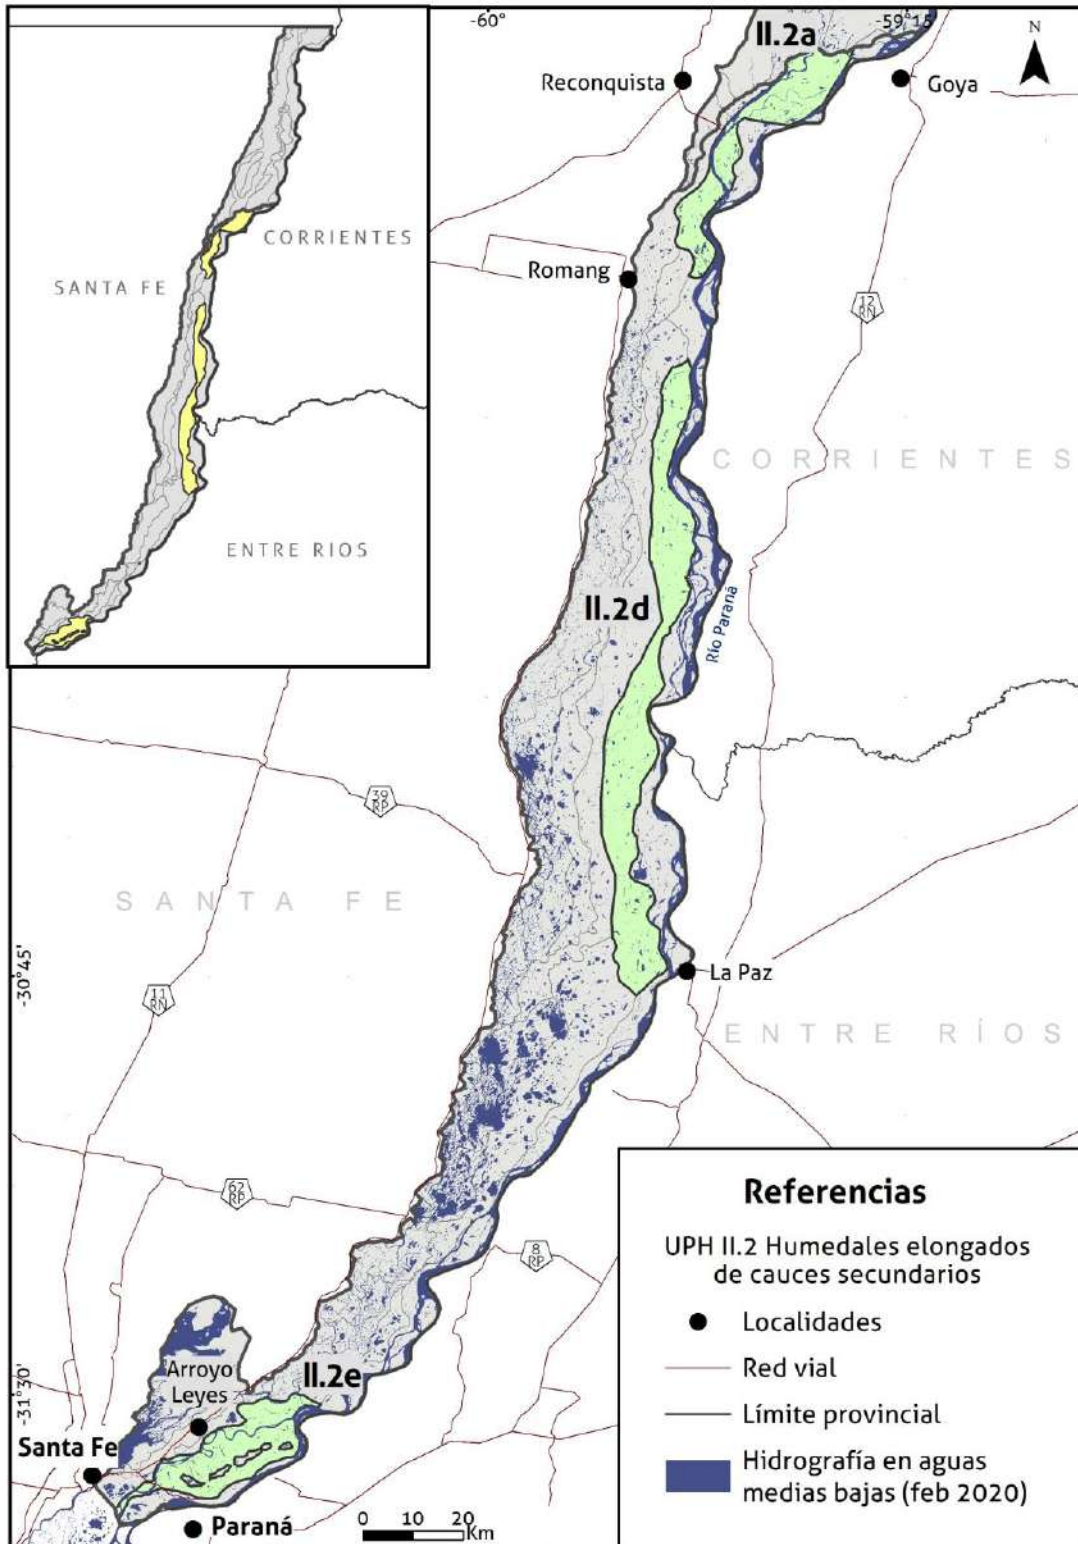 -60°
-59°15'
II.2a
N
Reconquista
Goya
CORRIENTES
SANTA FE
ENTRE RIOS
Romang
12
RN
CORRIENTES
II.2d
Río Paraná
39
RP
SANTA FE
-30°45'
La Paz
11
RN
ENTRE RÍOS
62
RP
8
RP
Arroyo
Leyes
II.2e
-31°30'
Santa Fe
Paraná
0 10 20
Km
Referencias
UPH II.2 Humedales elongados
de cauces secundarios
Localidades
Red vial
Límite provincial
Hidrografía en aguas
medias bajas (feb 2020)